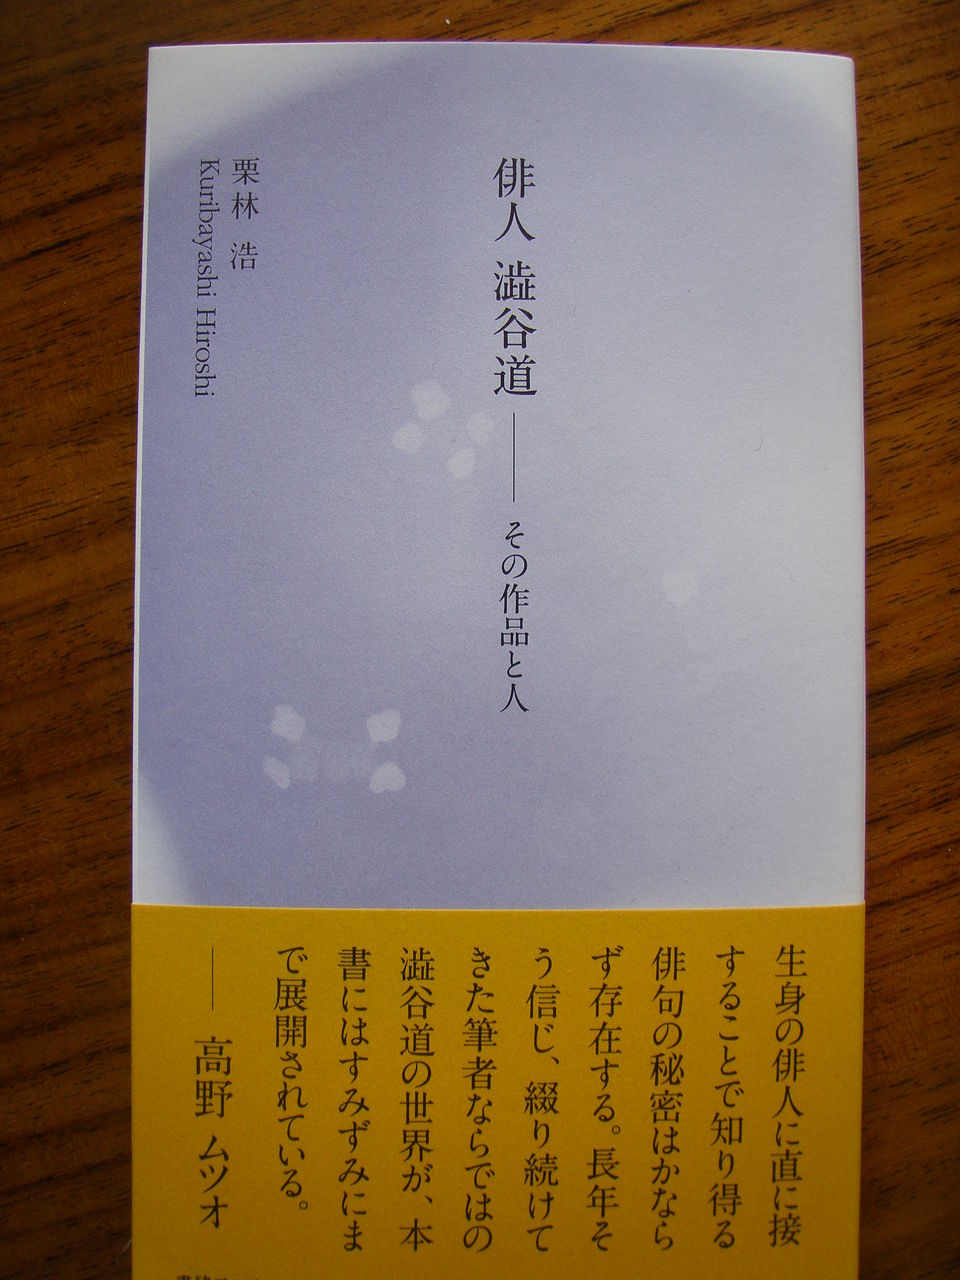 俳人 澁谷道――その作品と人
栗林 浩
Kuribayashi Hiroshi
生身の俳人に直に接
することで知り得る
俳句の秘密はかなら
ず存在する。長年そ
う信じ、綴り続けて
きた筆者ならではの
澁谷道の世界が、本
書にはすみずみにま
で展開されている。
――高野 ムツオ